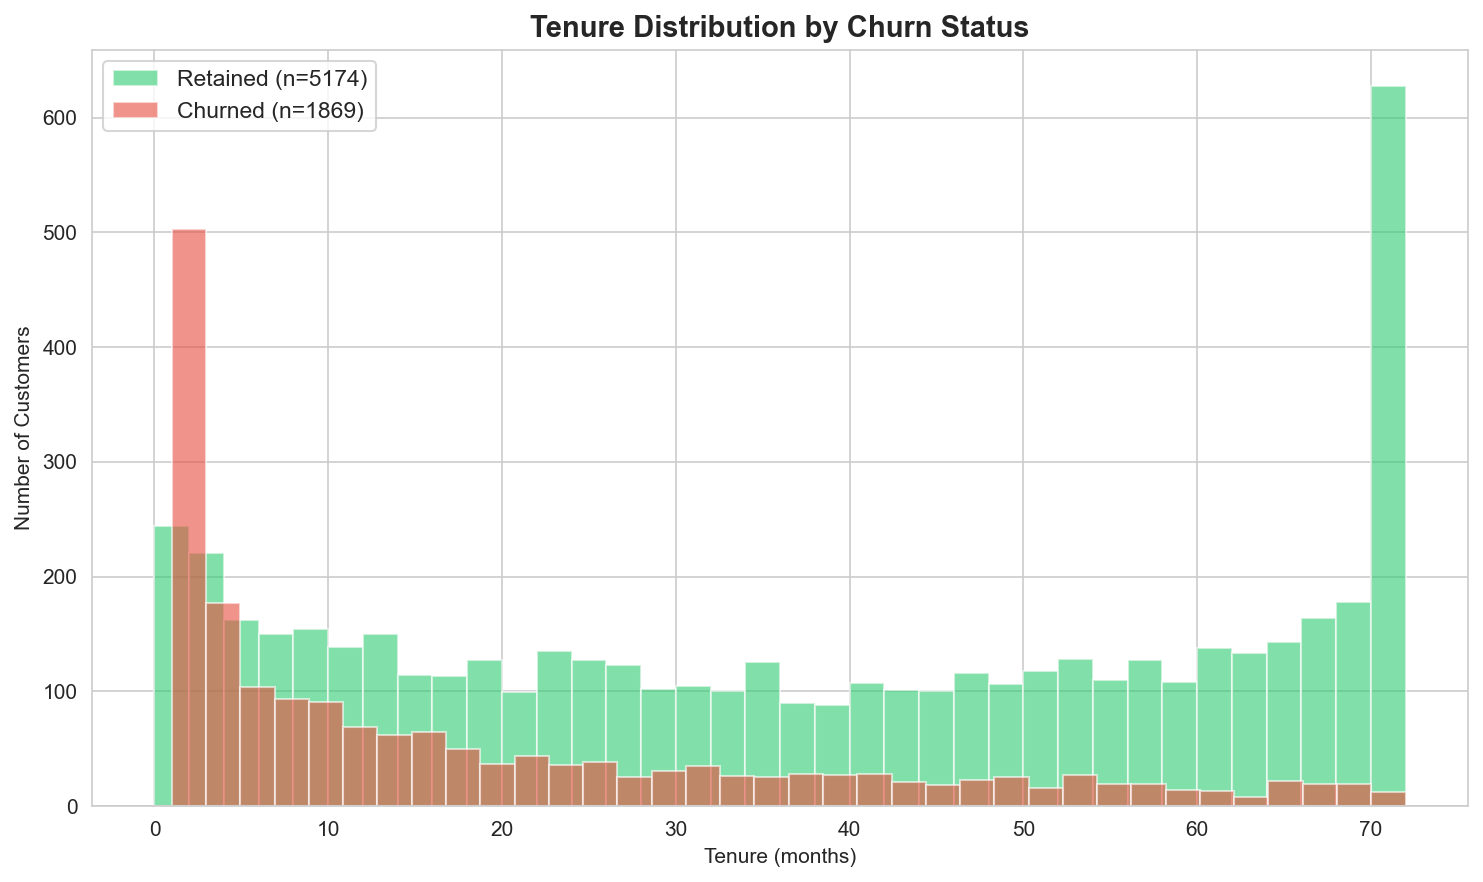 Tenure Distribution by Churn Status
Retained (n=5174)
Churned (n=1869)
Number of Customers
600
500
400
300
200
100
0
0 10 20 30 40 50 60 70
Tenure (months)